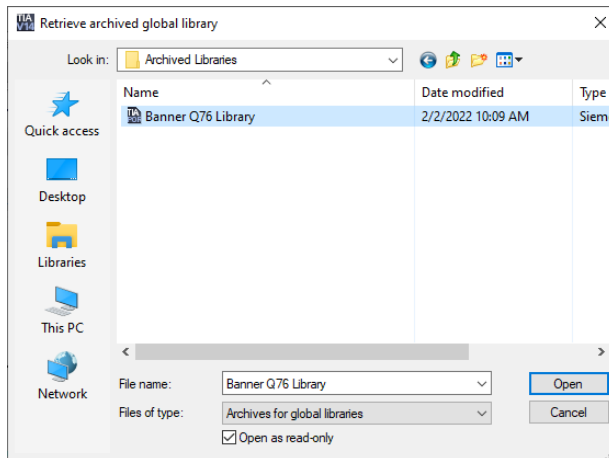 TIA
V14
Retrieve archived global library
Look in:
Archived Libraries
Name
Date modified
Type
Banner Q76 Library
2/2/2022 10:09 AM
Siem
Quick access
Desktop
Libraries
This PC
Network
File name:
Banner Q76 Library
Open
Files of type:
Archives for global libraries
Cancel
Open as read-only